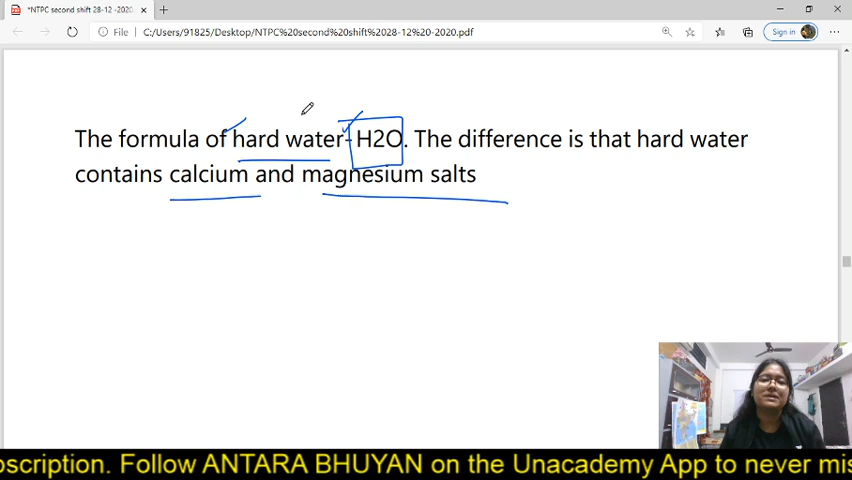 *NTPC second shift 28-12 -2020.
File
C:/Users/91825/Desktop/NTPC%20second%20shift%2028-12%20-2020.pdf
Sign in
The formula of hard water- H2O. The difference is that hard water
contains calcium and magnesium salts
oscription. Follow ANTARA BHUYAN on the Unacademy App to never mis